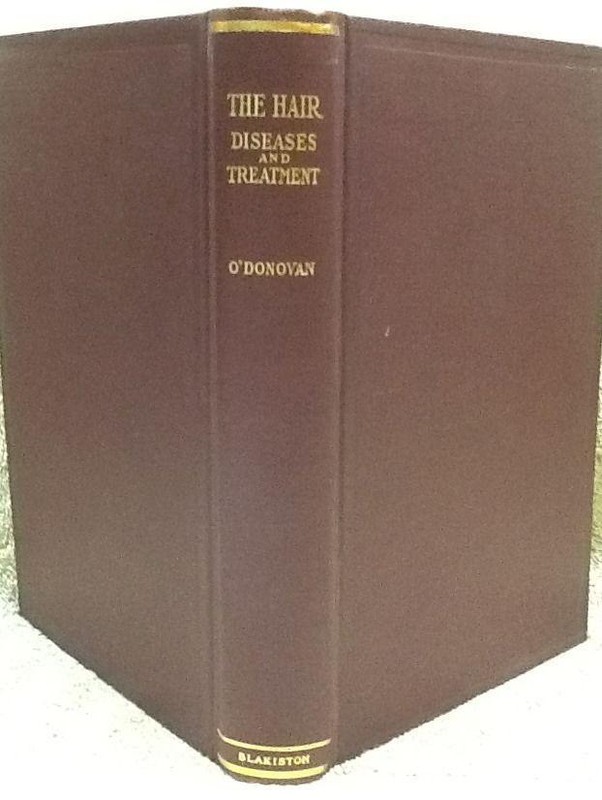 THE HAIR
DISEASES
AND
TREATMENT
O'DONOVAN
BLAKISTON